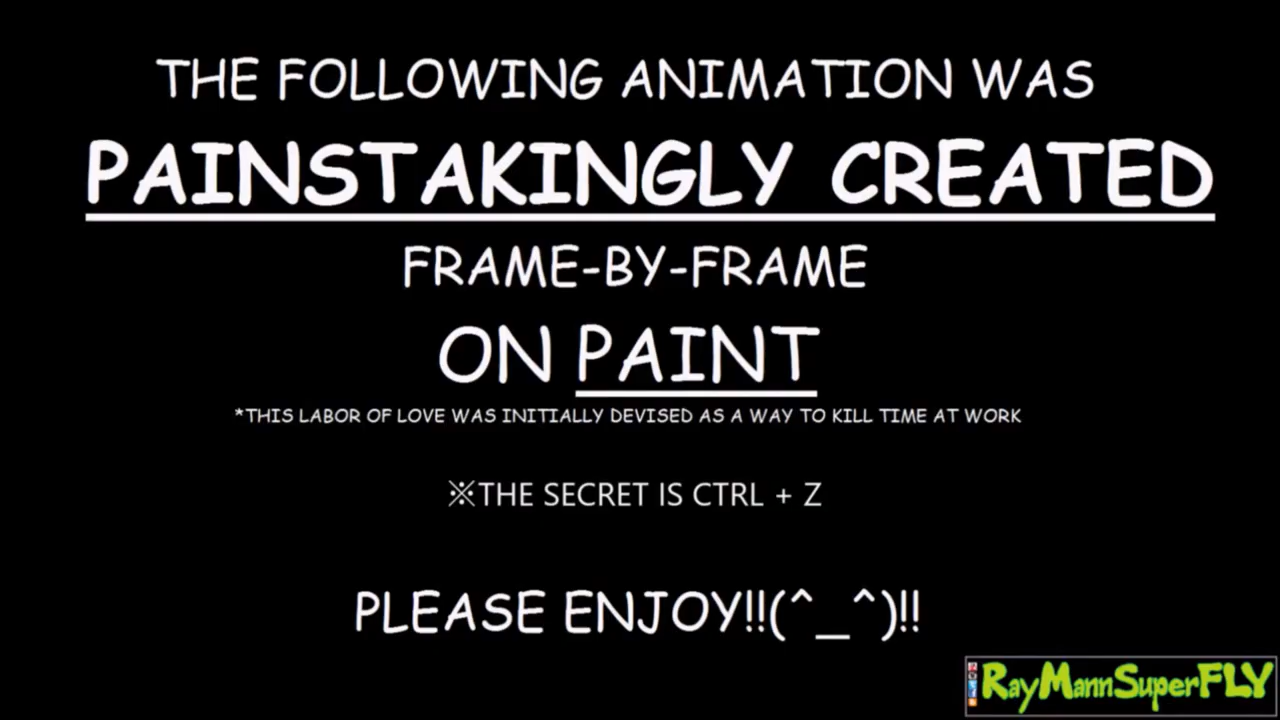 THE FOLLOWING ANIMATION WAS
PAINSTAKINGLY CREATED
FRAME-BY-FRAME
ON PAINT
*THIS LABOR OF LOVE WAS INITIALLY DEVISED AS A WAY TO KILL TIME AT WORK
※THE SECRET IS CTRL + Z
PLEASE ENJOY!!(^_^)!!
RayMannSuperFLY